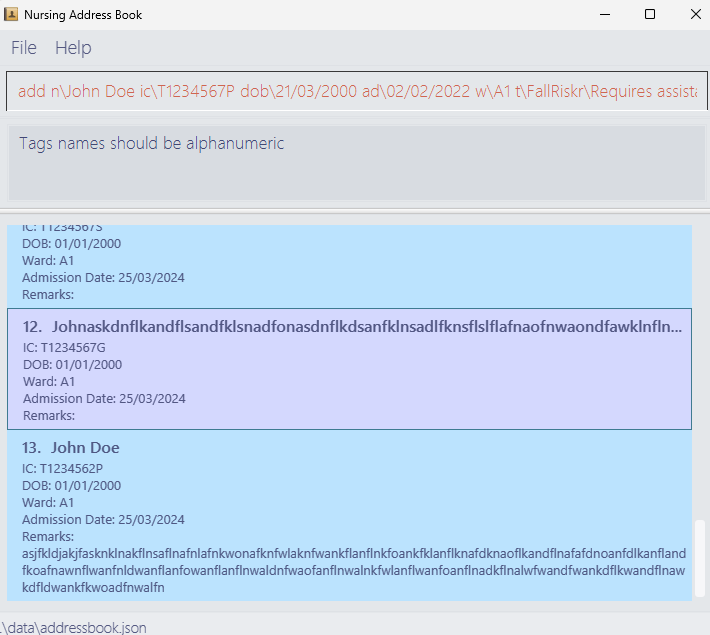 Nursing Address Book
File Help
add n\John Doe ic\T1234567P dob\21/03/2000 ad\02/02/2022 w\A1 t\FallRiskr\Requires assista
Tags names should be alphanumeric
IC: T1234567S
DOB: 01/01/2000
Ward: A1
Admission Date: 25/03/2024
Remarks:
12. Johnaskdnflkandflsandfklsnadfonasdnflkdsanfklnsadlfknsflslflafnaofnwaondfawklnfln...
IC: T1234567G
DOB: 01/01/2000
Ward: A1
Admission Date: 25/03/2024
Remarks:
13. John Doe
IC: T1234562P
DOB: 01/01/2000
Ward: A1
Admission Date: 25/03/2024
Remarks:
asjfkldjakjfasknklnakflnsaflnafnlafnkwonafknfwlaknfwankflanflnkfoankfklanflknafdknaoflkandflnafafdnoanfdlkanfland
fkoafnawnflwanfnldwanflanfowanflanflnwaldnfwaofanflnwalnkfwlanflwanfoanflnadkflnalwfwandfwankdflkwandflnaw
kdfldwankfkwoadfnwalfn
.\data\addressbook.json